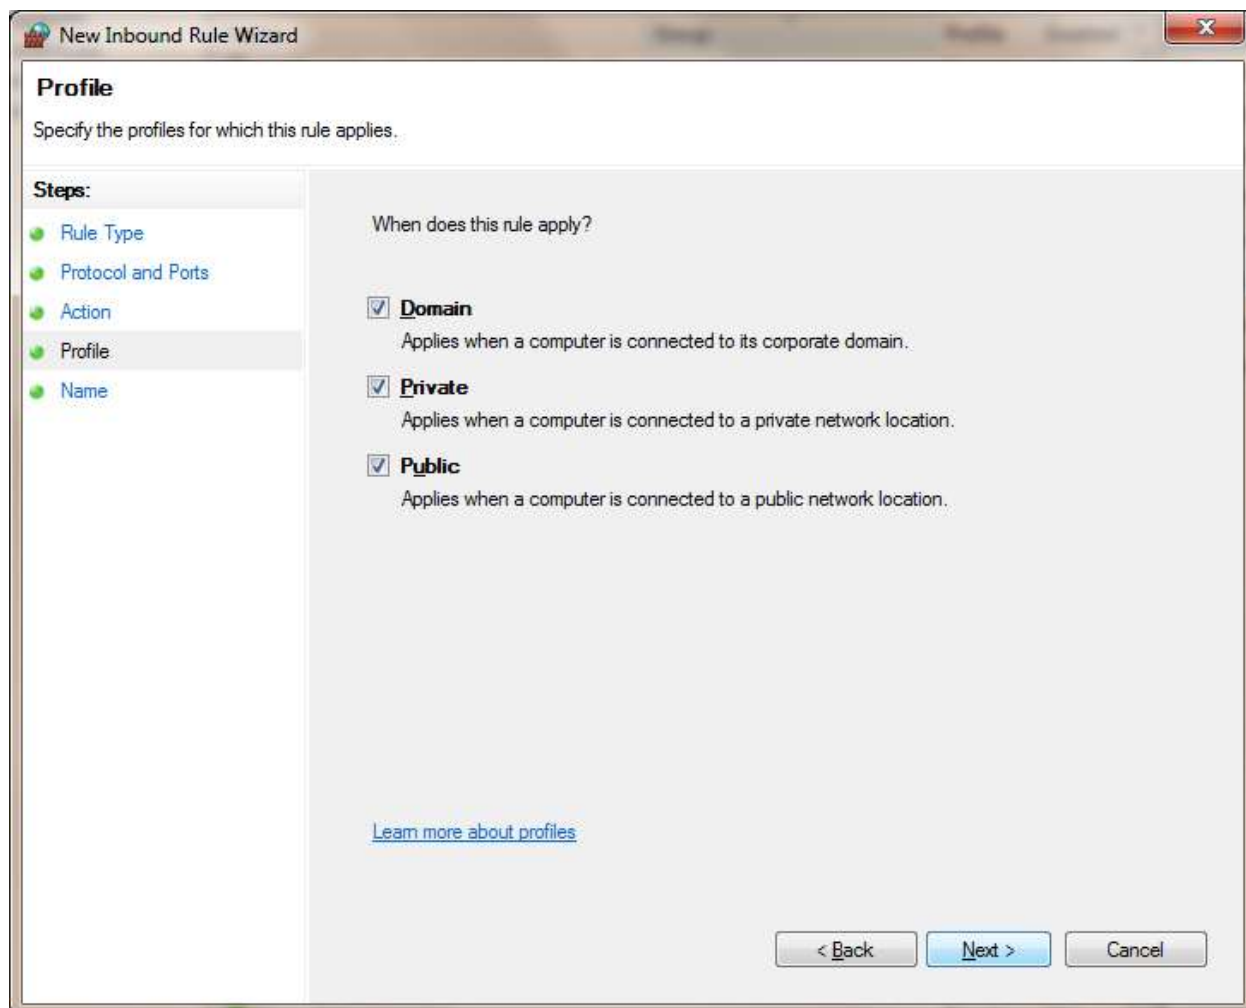 New Inbound Rule Wizard
Profile
Specify the profiles for which this rule applies.
Steps:
Rule Type
Protocol and Ports
Action
Profile
Name
When does this rule apply?
Domain
Applies when a computer is connected to its corporate domain.
Private
Applies when a computer is connected to a private network location.
Public
Applies when a computer is connected to a public network location.
Learn more about profiles
< Back
Next >
Cancel